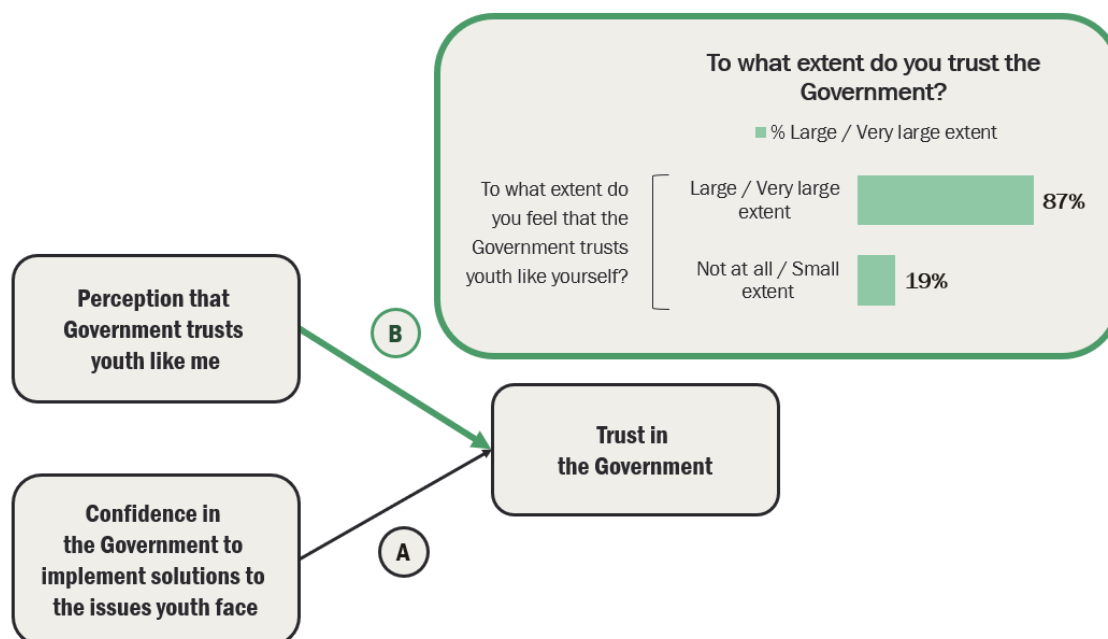 To what extent do you trust the
Government?
% Large / Very large extent
To what extent do
you feel that the
Government trusts
youth like yourself?
Large / Very large
extent
87%
Not at all / Small
extent
19%
Perception that
Government trusts
youth like me
B
Trust in
the Government
Confidence in
the Government to
implement solutions to
the issues youth face
A